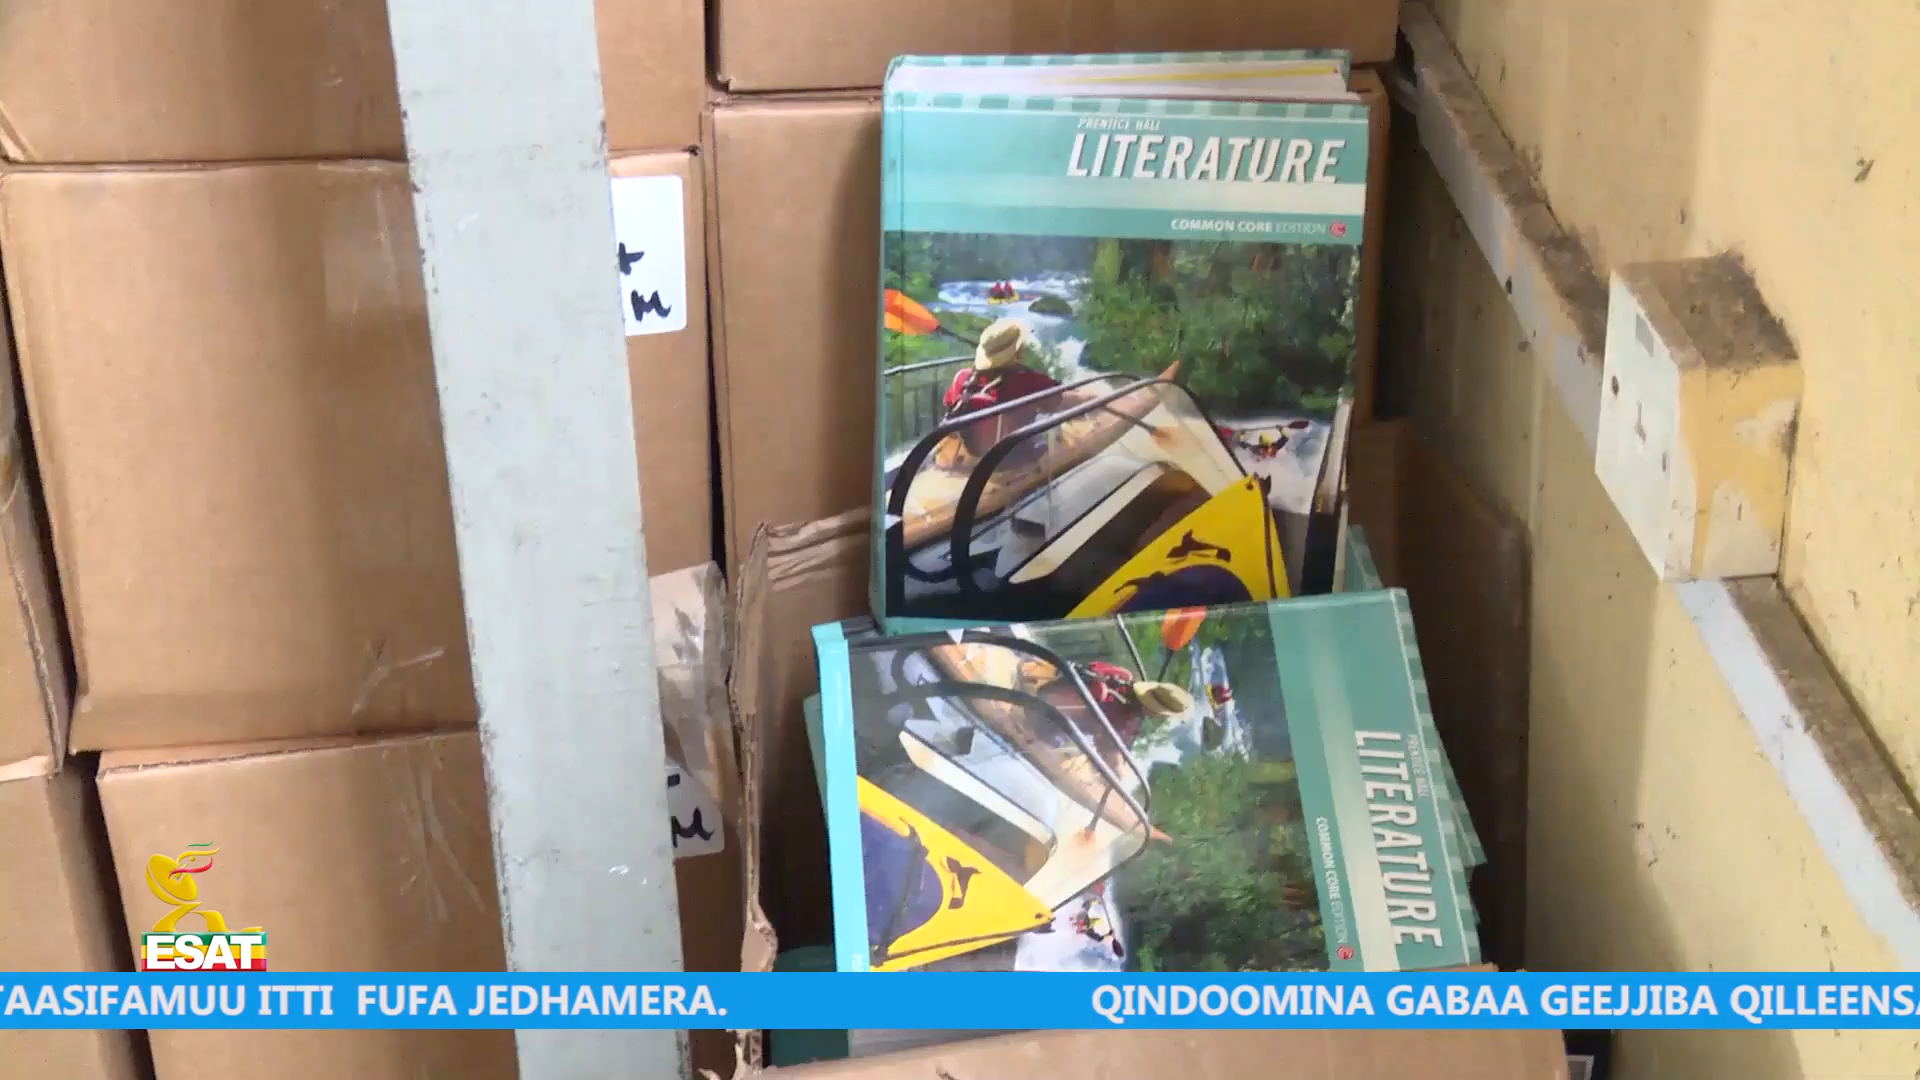 PRENTICE HALL
LITERATURE
COMMON CORE EDITION
PRENTICE HALL
LITERATURE
COMMON CORE EDITION
ESAT
TAASIFAMUU ITTI FUFA JEDHAMERA. QINDOOMINA GABAA GEEJJIBA QILLEENSA